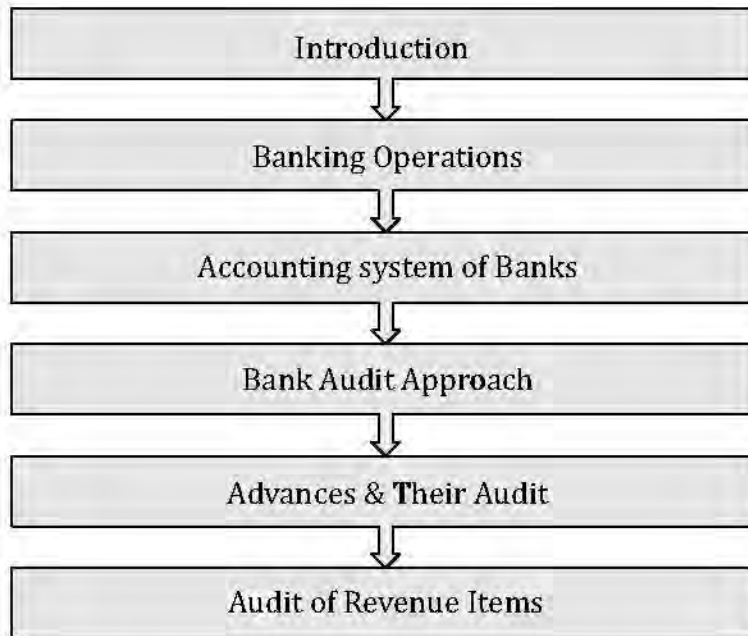 Introduction
Banking Operations
Accounting system of Banks
Bank Audit Approach
Advances & Their Audit
Audit of Revenue Items